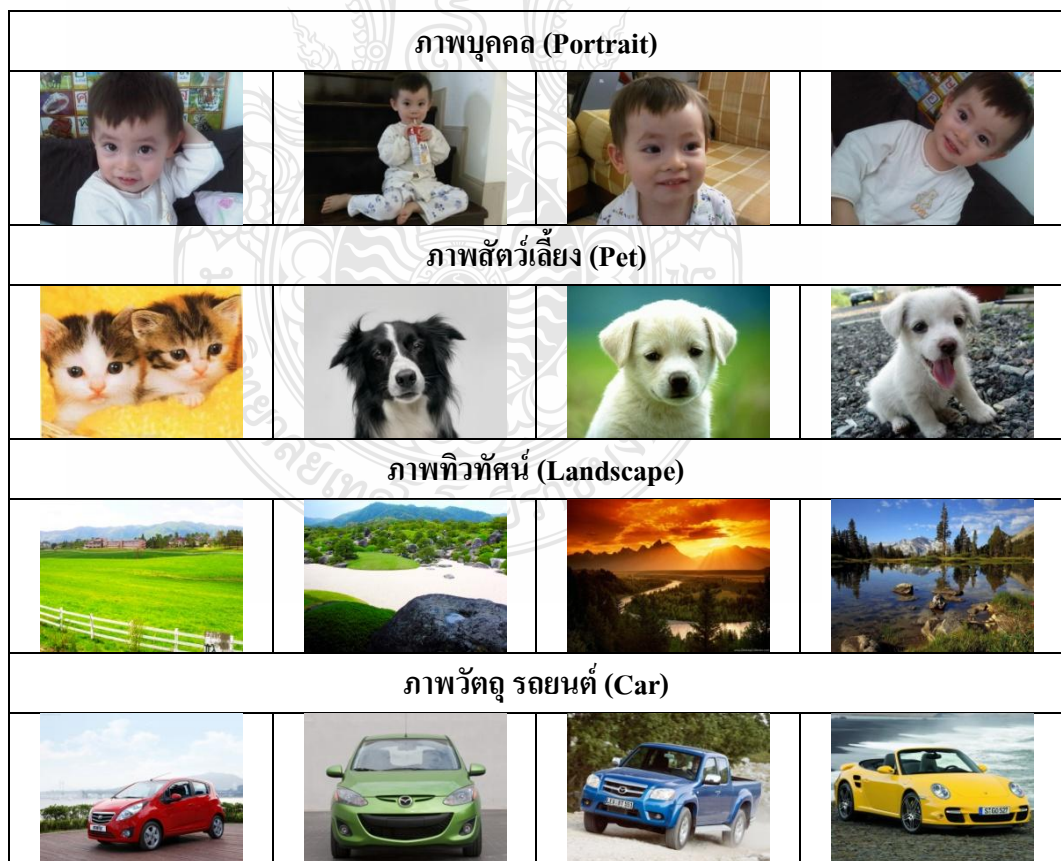 ภาพบุคคล (Portrait)
ภาพสัตว์เลี้ยง (Pet)
ภาพทิวทัศน์ (Landscape)
ภาพวัตถุ รถยนต์ (Car)